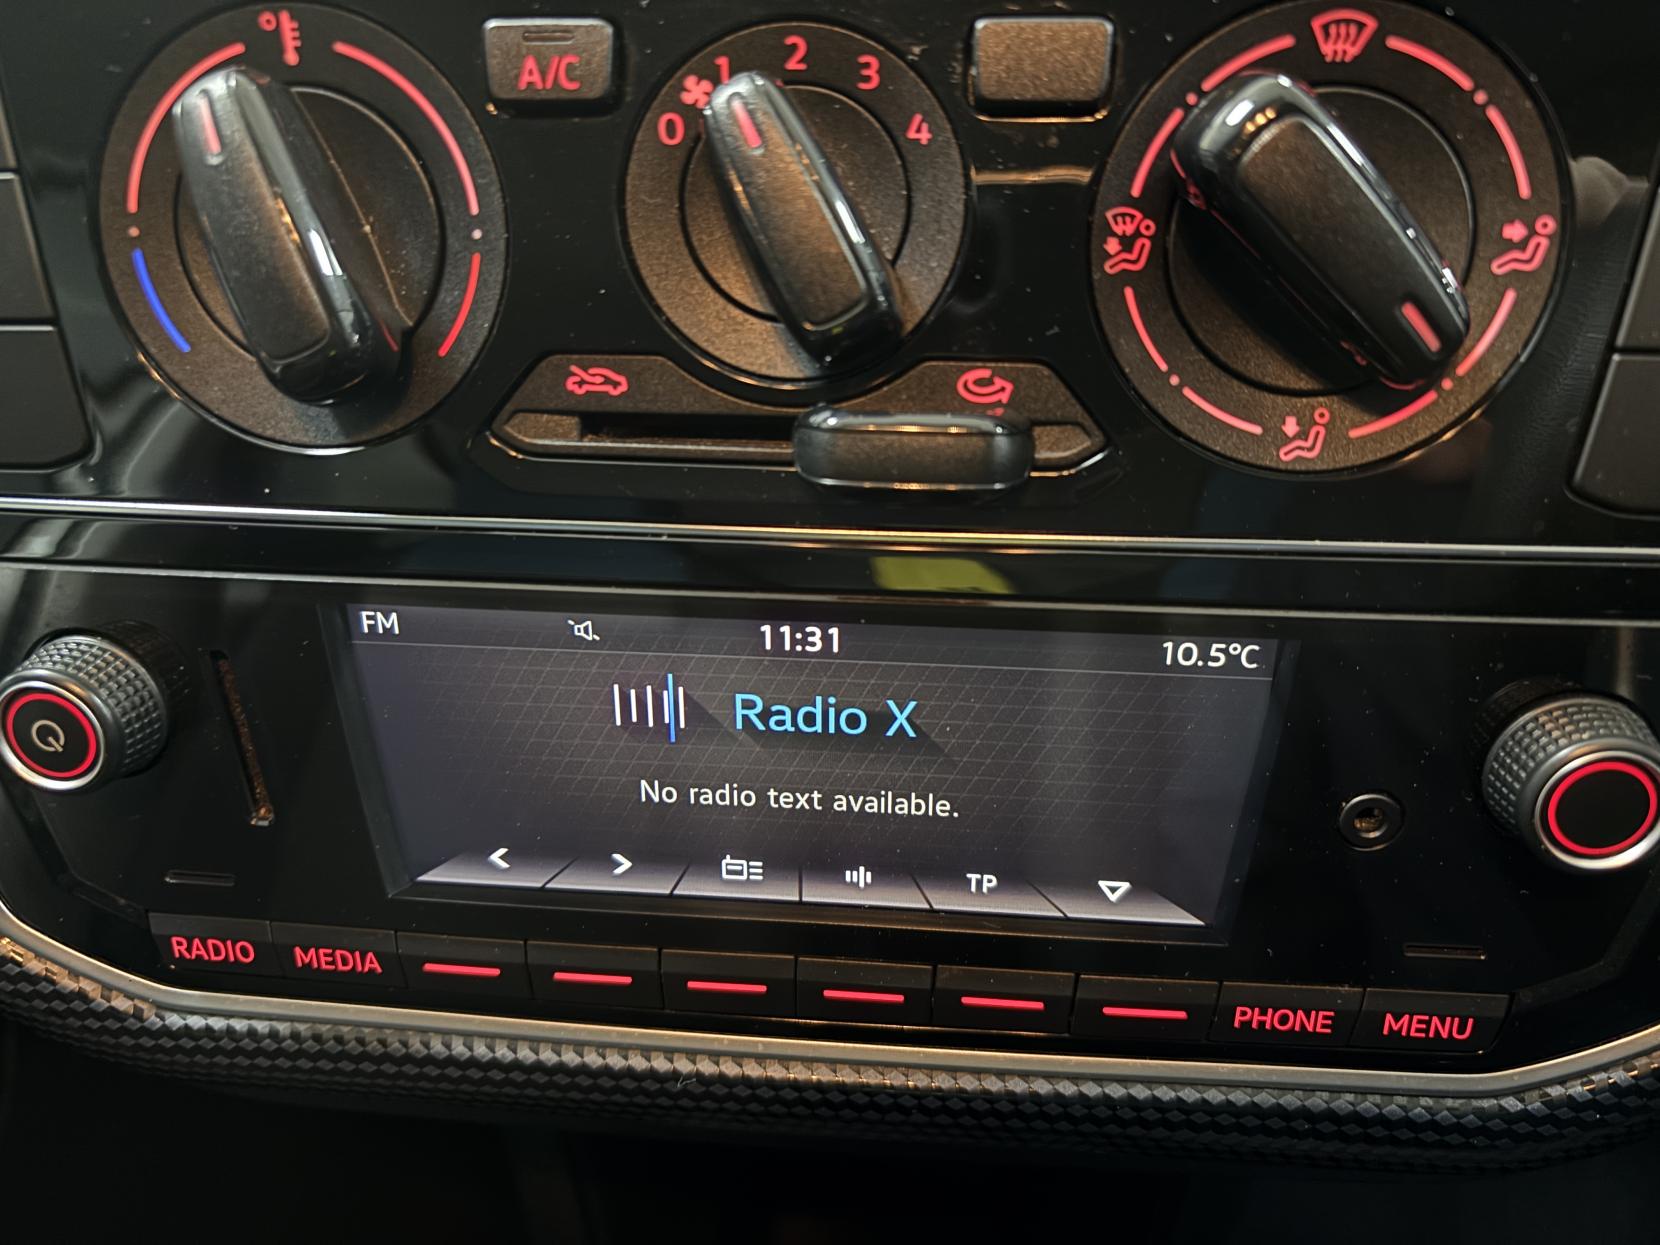 A/C
0 1 2 3 4
FM 11:31 10.5°C
Radio X
No radio text available.
TP
RADIO MEDIA PHONE MENU